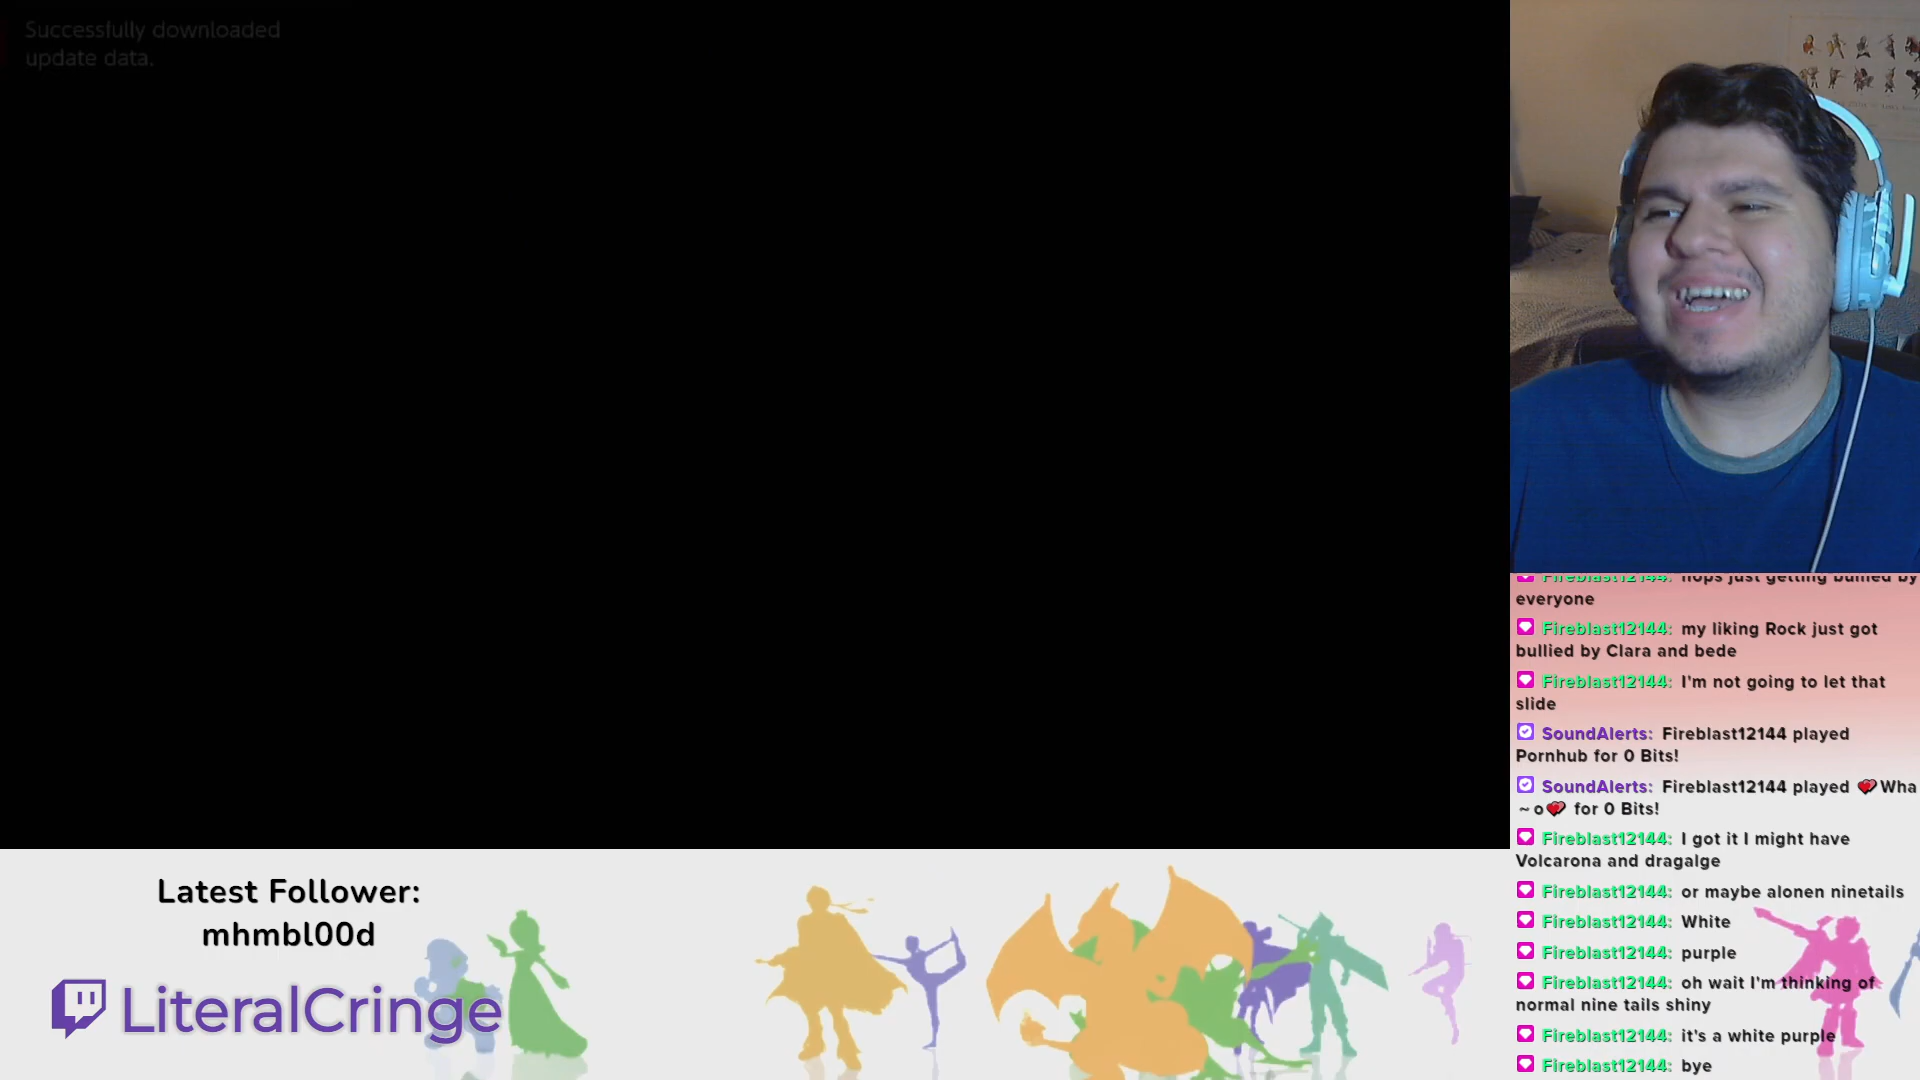 Successfully downloaded
update data.
everyone
Fireblast12144: my liking Rock just got
bullied by Clara and bede
Fireblast12144: I'm not going to let that
slide
SoundAlerts: Fireblast12144 played
Pornhub for 0 Bits!
SoundAlerts: Fireblast12144 played 💕Wha
~o💕 for 0 Bits!
Fireblast12144: I got it I might have
Volcarona and dragalge
Fireblast12144: or maybe alonen ninetails
Fireblast12144: White
Fireblast12144: purple
Fireblast12144: oh wait I'm thinking of
normal nine tails shiny
Fireblast12144: it's a white purple
Fireblast12144: bye
Latest Follower:
mhmbl00d
LiteralCringe